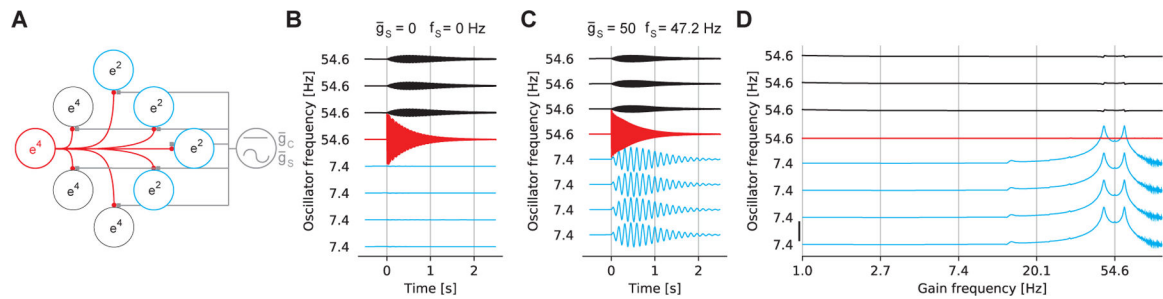 A
e²
e⁴
e²
e⁴
e²
e⁴
e²
e⁴
ḡC
ḡS
B
ḡS = 0 fS = 0 Hz
Oscillator frequency [Hz]
54.6
54.6
54.6
54.6
7.4
7.4
7.4
7.4
0 1 2
Time [s]
C
ḡS = 50 fS = 47.2 Hz
Oscillator frequency [Hz]
54.6
54.6
54.6
54.6
7.4
7.4
7.4
7.4
0 1 2
Time [s]
D
Oscillator frequency [Hz]
54.6
54.6
54.6
54.6
7.4
7.4
7.4
7.4
1.0 2.7 7.4 20.1 54.6
Gain frequency [Hz]